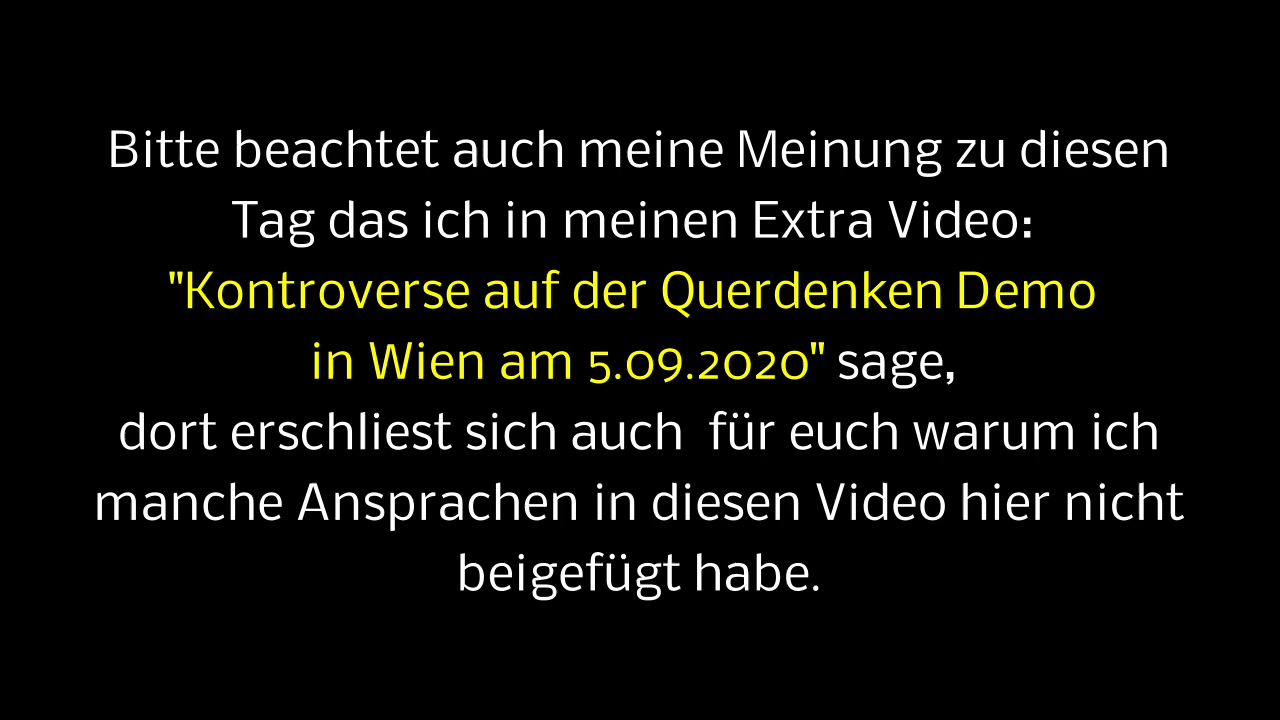 Bitte beachtet auch meine Meinung zu diesen
Tag das ich in meinen Extra Video:
"Kontroverse auf der Querdenken Demo
in Wien am 5.09.2020" sage,
dort erschliest sich auch  für euch warum ich
manche Ansprachen in diesen Video hier nicht
beigefügt habe.